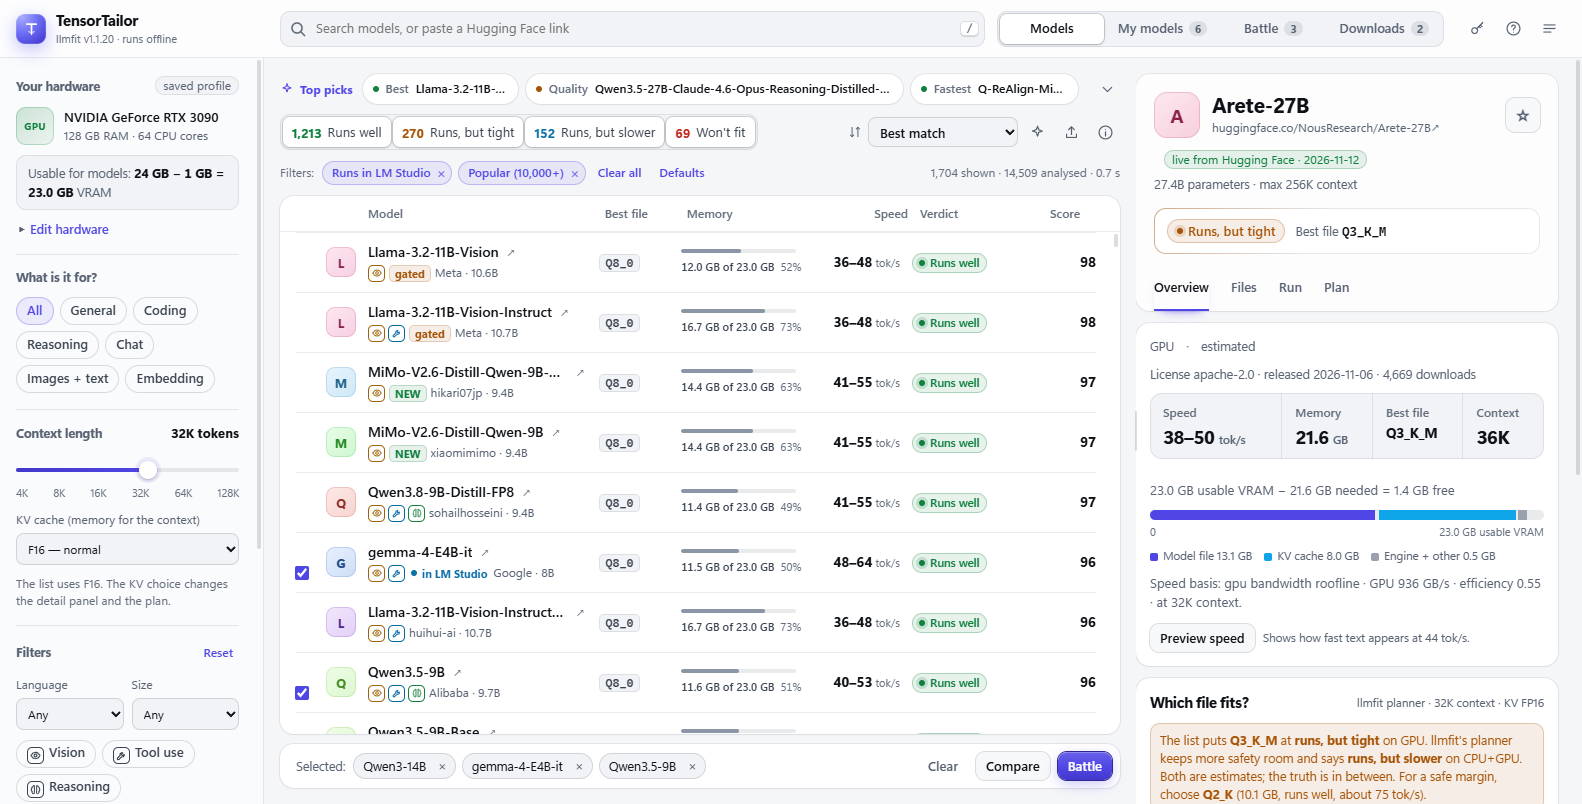 TensorTailor
llmfit v1.1.20 · runs offline
Search models, or paste a Hugging Face link
/
Models
My models 6
Battle 3
Downloads 2
Your hardware
saved profile
GPU
NVIDIA GeForce RTX 3090
128 GB RAM · 64 CPU cores
Usable for models: 24 GB − 1 GB =
23.0 GB VRAM
▸ Edit hardware
What is it for?
All
General
Coding
Reasoning
Chat
Images + text
Embedding
Context length
32K tokens
4K 8K 16K 32K 64K 128K
KV cache (memory for the context)
F16 — normal
The list uses F16. The KV choice changes
the detail panel and the plan.
Filters
Reset
Language
Size
Any
Any
Vision
Tool use
Reasoning
Top picks
Best Llama-3.2-11B-...
Quality Qwen3.5-27B-Claude-4.6-Opus-Reasoning-Distilled-...
Fastest Q-ReAlign-Mi...
1,213 Runs well
270 Runs, but tight
152 Runs, but slower
69 Won't fit
Best match
Filters:
Runs in LM Studio ×
Popular (10,000+) ×
Clear all
Defaults
1,704 shown · 14,509 analysed · 0.7 s
Model Best file Memory Speed Verdict Score
L
Llama-3.2-11B-Vision ↗
gated Meta · 10.6B
Q8_0
12.0 GB of 23.0 GB 52%
36–48 tok/s
Runs well
98
L
Llama-3.2-11B-Vision-Instruct ↗
gated Meta · 10.7B
Q8_0
16.7 GB of 23.0 GB 73%
36–48 tok/s
Runs well
98
M
MiMo-V2.6-Distill-Qwen-9B-... ↗
NEW hikari07jp · 9.4B
Q8_0
14.4 GB of 23.0 GB 63%
41–55 tok/s
Runs well
97
M
MiMo-V2.6-Distill-Qwen-9B ↗
NEW xiaomimimo · 9.4B
Q8_0
14.4 GB of 23.0 GB 63%
41–55 tok/s
Runs well
97
Q
Qwen3.8-9B-Distill-FP8 ↗
sohailhosseini · 9.4B
Q8_0
11.4 GB of 23.0 GB 49%
41–55 tok/s
Runs well
97
G
gemma-4-E4B-it ↗
in LM Studio Google · 8B
Q8_0
11.5 GB of 23.0 GB 50%
48–64 tok/s
Runs well
96
L
Llama-3.2-11B-Vision-Instruct... ↗
huihui-ai · 10.7B
Q8_0
16.7 GB of 23.0 GB 73%
36–48 tok/s
Runs well
96
Q
Qwen3.5-9B ↗
Alibaba · 9.7B
Q8_0
11.6 GB of 23.0 GB 51%
40–53 tok/s
Runs well
96
Qwen3.5-9B-Base ↗
Selected:
Qwen3-14B ×
gemma-4-E4B-it ×
Qwen3.5-9B ×
Clear
Compare
Battle
A
Arete-27B
huggingface.co/NousResearch/Arete-27B↗
☆
live from Hugging Face · 2026-11-12
27.4B parameters · max 256K context
Runs, but tight
Best file Q3_K_M
Overview
Files
Run
Plan
GPU · estimated
License apache-2.0 · released 2026-11-06 · 4,669 downloads
Speed Memory Best file Context
38–50 tok/s 21.6 GB Q3_K_M 36K
23.0 GB usable VRAM − 21.6 GB needed = 1.4 GB free
0 23.0 GB usable VRAM
Model file 13.1 GB KV cache 8.0 GB Engine + other 0.5 GB
Speed basis: gpu bandwidth roofline · GPU 936 GB/s · efficiency 0.55
· at 32K context.
Preview speed
Shows how fast text appears at 44 tok/s.
Which file fits?
llmfit planner · 32K context · KV FP16
The list puts Q3_K_M at runs, but tight on GPU. llmfit's planner
keeps more safety room and says runs, but slower on CPU+GPU.
Both are estimates; the truth is in between. For a safe margin,
choose Q2_K (10.1 GB, runs well, about 75 tok/s).